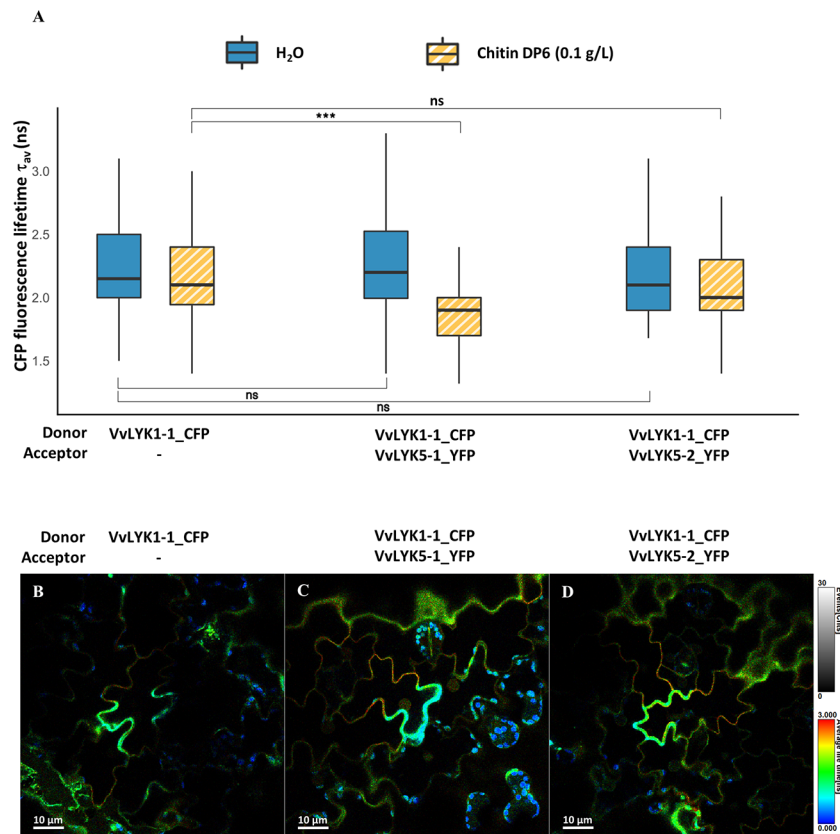 A
H₂O
Chitin DP6 (0.1 g/L)
ns
***
CFP fluorescence lifetime τav (ns)
3.0
2.5
2.0
1.5
ns
ns
Donor VvLYK1-1_CFP VvLYK1-1_CFP VvLYK1-1_CFP
Acceptor - VvLYK5-1_YFP VvLYK5-2_YFP
Donor VvLYK1-1_CFP VvLYK1-1_CFP VvLYK1-1_CFP
Acceptor - VvLYK5-1_YFP VvLYK5-2_YFP
B
C
D
30
0
3.000
0,000
10 µm
10 µm
10 µm